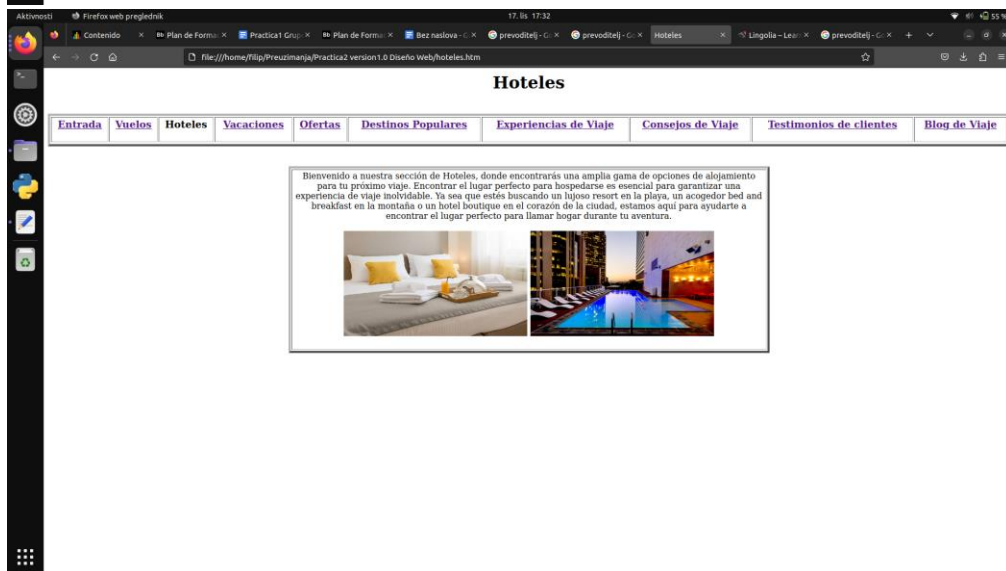 Aktivnosti
Firefox web preglednik
17. lis 17:32
55 %
Contenido
Plan de Forma
Practica1 Grup
Plan de Forma
Bez naslova - G
prevoditelj - Go
prevoditelj - Go
Hoteles
Lingolia – Lear
prevoditelj - Go
file:///home/filip/Preuzimanja/Practica2 version1.0 Diseño Web/hoteles.htm
Hoteles
Entrada Vuelos Hoteles Vacaciones Ofertas Destinos Populares Experiencias de Viaje Consejos de Viaje Testimonios de clientes Blog de Viaje
Bienvenido a nuestra sección de Hoteles, donde encontrarás una amplia gama de opciones de alojamiento
para tu próximo viaje. Encontrar el lugar perfecto para hospedarse es esencial para garantizar una
experiencia de viaje inolvidable. Ya sea que estés buscando un lujoso resort en la playa, un acogedor bed and
breakfast en la montaña o un hotel boutique en el corazón de la ciudad, estamos aquí para ayudarte a
encontrar el lugar perfecto para llamar hogar durante tu aventura.